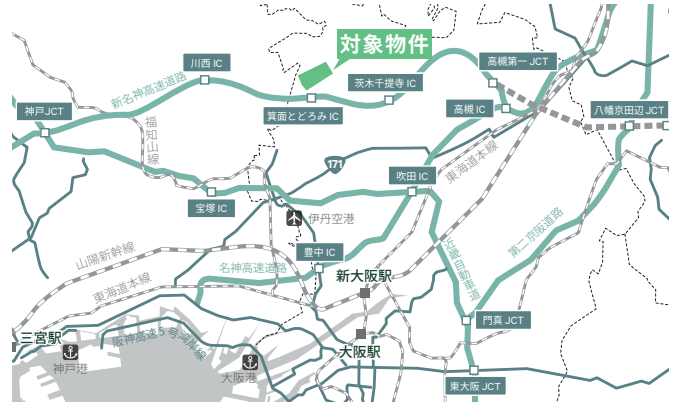 対象物件
川西 IC
高槻第一 JCT
新名神高速道路
茨木千提寺 IC
神戸JCT
箕面とどろみ IC
高槻 IC
八幡京田辺 JCT
福知山線
東海道本線
171
吹田 IC
宝塚 IC
伊丹空港
第二京阪道路
山陽新幹線
豊中 IC
近畿自動車道
名神高速道路
新大阪駅
東海道本線
門真 JCT
三宮駅
阪神高速5号湾岸線
大阪駅
神戸港
大阪港
東大阪 JCT